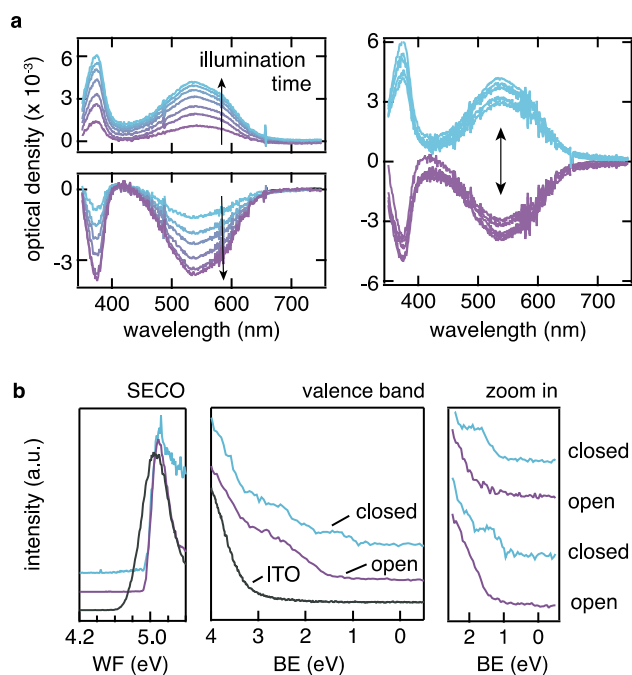 a
optical density (x 10⁻³)
6
3
0
illumination
time
0
-3
400
500
600
700
wavelength (nm)
6
3
0
-3
-6
400
500
600
700
wavelength (nm)
b
SECO
valence band
zoom in
intensity (a.u.)
closed
open
ITO
closed
open
closed
open
4.2
5.0
WF (eV)
4
3
2
1
0
BE (eV)
2
1
0
BE (eV)